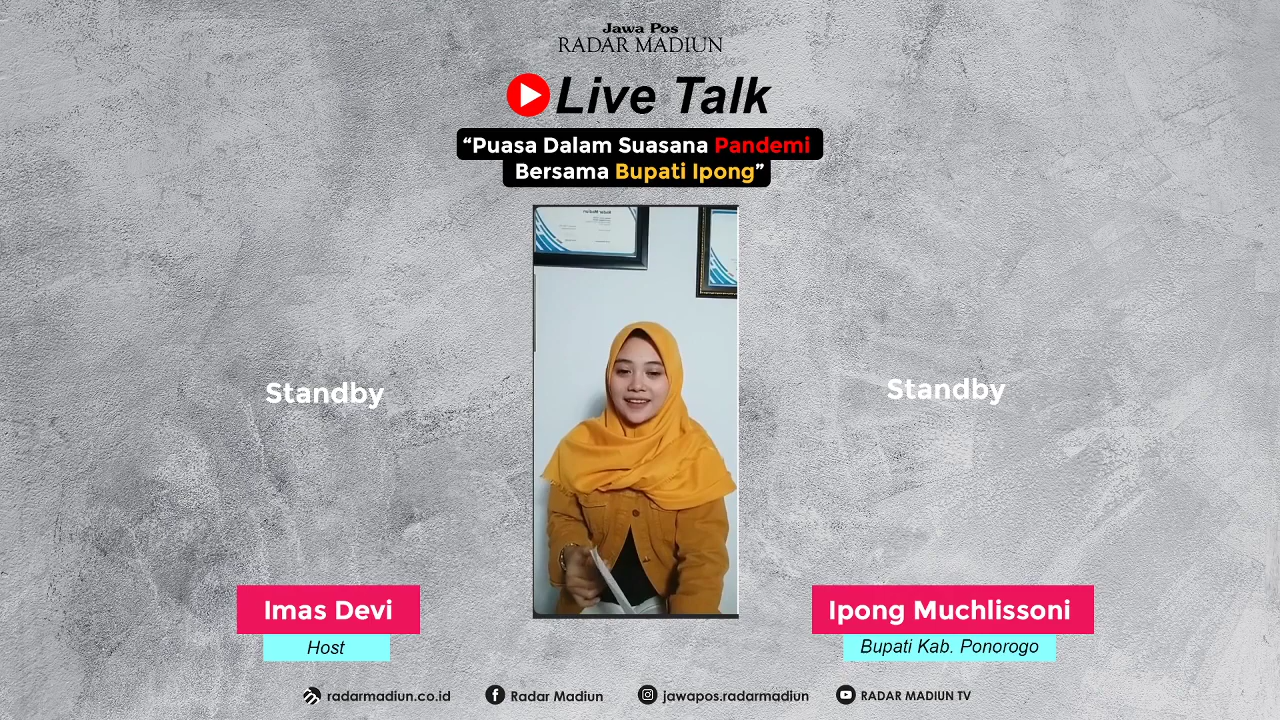 Jawa Pos
RADAR MADIUN
Live Talk
“Puasa Dalam Suasana Pandemi
Bersama Bupati Ipong”
Standby
Standby
Imas Devi
Host
Ipong Muchlissoni
Bupati Kab. Ponorogo
radarmadiun.co.id
Radar Madiun
jawapos.radarmadiun
RADAR MADIUN TV